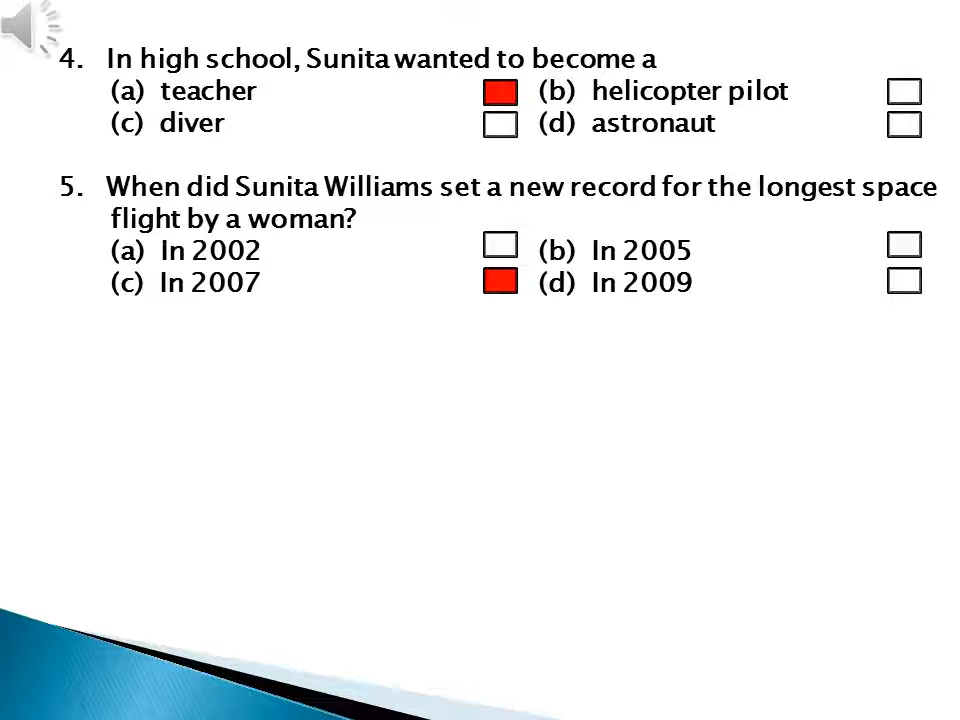 4. In high school, Sunita wanted to become a
(a) teacher (b) helicopter pilot
(c) diver (d) astronaut
5. When did Sunita Williams set a new record for the longest space
flight by a woman?
(a) In 2002 (b) In 2005
(c) In 2007 (d) In 2009